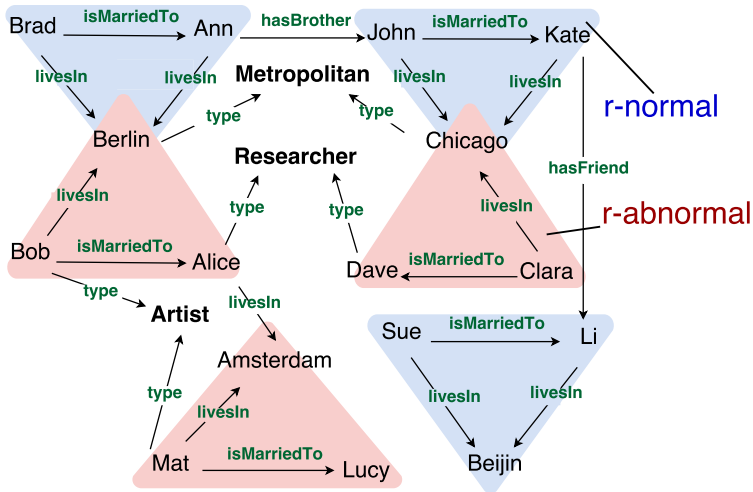 Brad
isMarriedTo
Ann
hasBrother
John
isMarriedTo
Kate
livesIn
livesIn
Metropolitan
livesIn
livesIn
r-normal
type
type
Berlin
Chicago
Researcher
hasFriend
livesIn
type
type
livesIn
r-abnormal
Bob
isMarriedTo
Alice
Dave
isMarriedTo
Clara
type
livesIn
Artist
Sue
isMarriedTo
Li
Amsterdam
type
livesIn
livesIn
livesIn
isMarriedTo
Mat
Lucy
Beijin